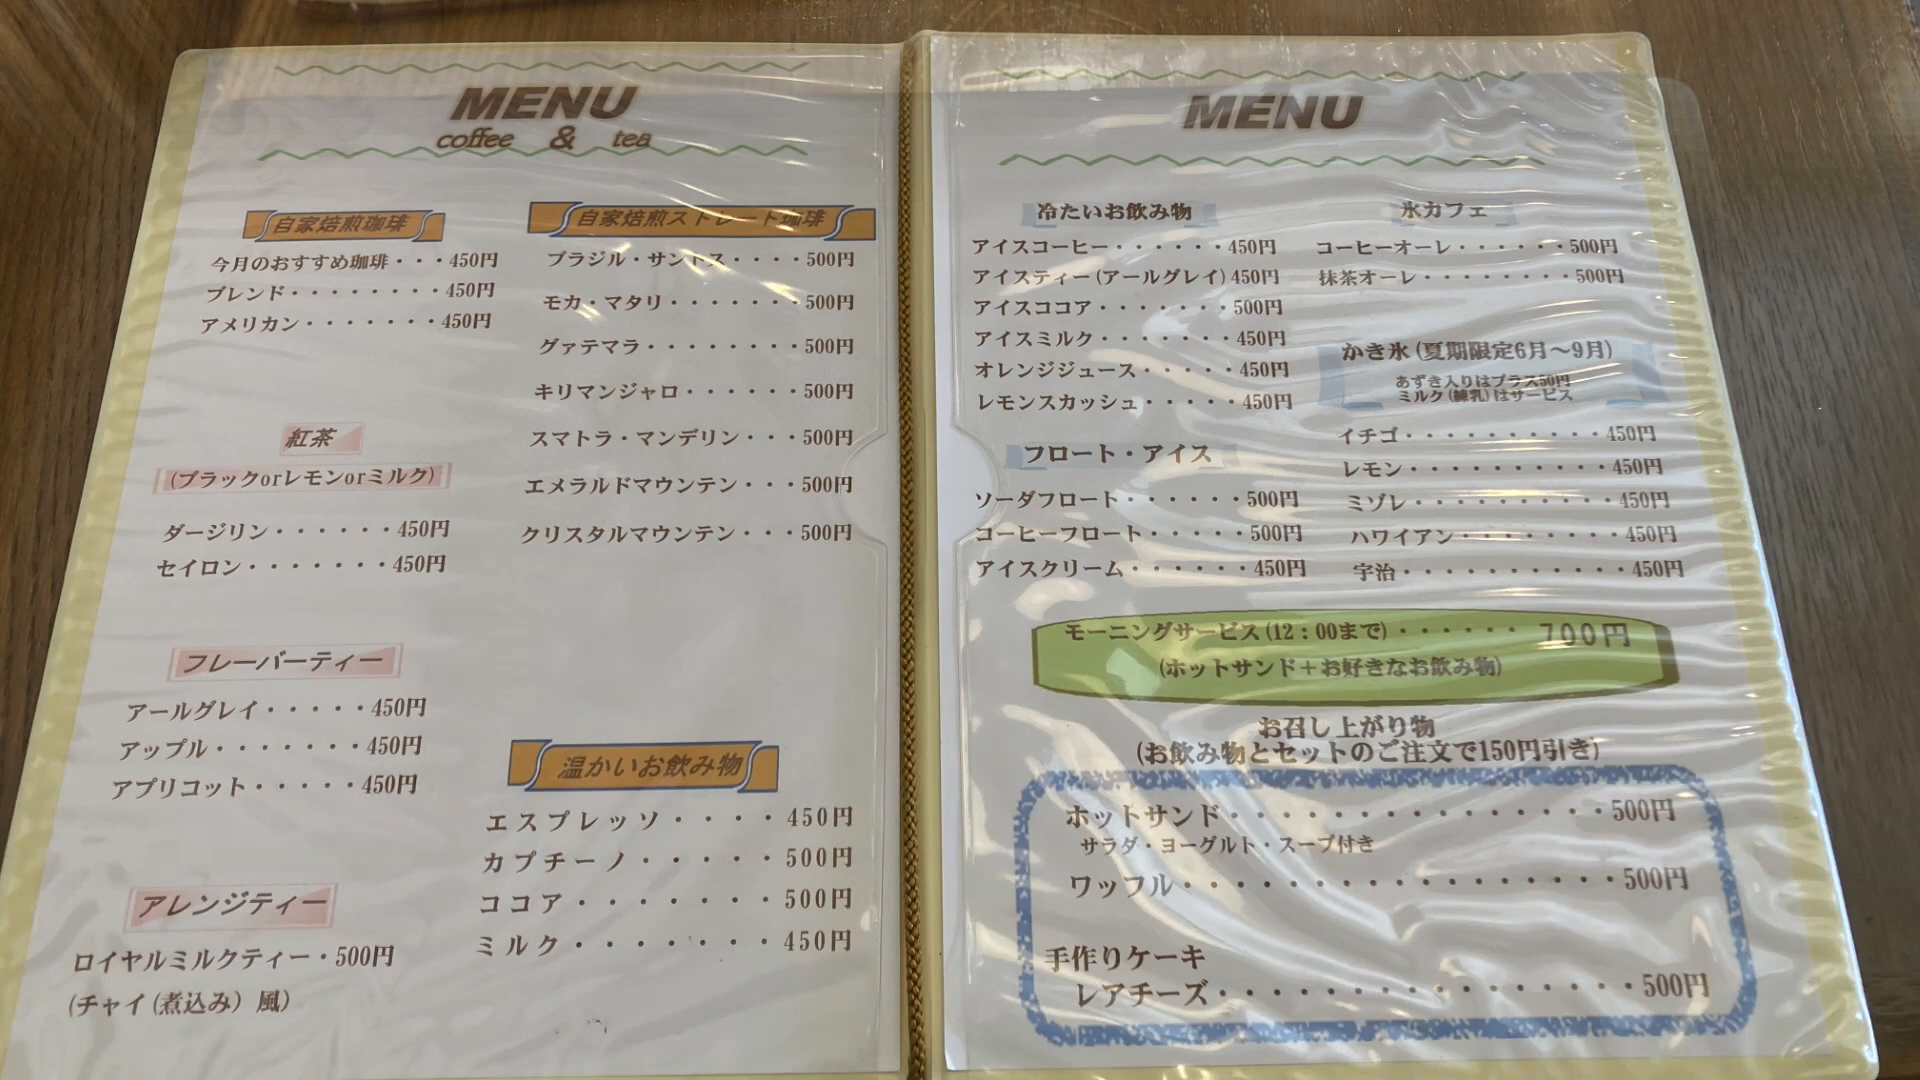 MENU
coffee & tea
自家焙煎珈琲
今月のおすすめ珈琲・・・450円
ブレンド・・・・・・・・450円
アメリカン・・・・・・・450円
紅茶
(ブラックorレモンorミルク)
ダージリン・・・・・・450円
セイロン・・・・・・・450円
フレーバーティー
アールグレイ・・・・・450円
アップル・・・・・・・450円
アプリコット・・・・・450円
アレンジティー
ロイヤルミルクティー・500円
(チャイ(煮込み）風)
自家焙煎ストレート珈琲
ブラジル・サントス・・・・500円
モカ・マタリ・・・・・・・500円
グァテマラ・・・・・・・・500円
キリマンジャロ・・・・・・500円
スマトラ・マンデリン・・・500円
エメラルドマウンテン・・・500円
クリスタルマウンテン・・・500円
温かいお飲み物
エスプレッソ・・・・450円
カプチーノ・・・・・500円
ココア・・・・・・・500円
ミルク・・・・・・・450円
MENU
冷たいお飲み物
アイスコーヒー・・・・・・450円
アイスティー(アールグレイ)450円
アイスココア・・・・・・・500円
アイスミルク・・・・・・・450円
オレンジジュース・・・・・450円
レモンスカッシュ・・・・・450円
フロート・アイス
ソーダフロート・・・・・・500円
コーヒーフロート・・・・・500円
アイスクリーム・・・・・・450円
氷カフェ
コーヒーオーレ・・・・・・500円
抹茶オーレ・・・・・・・・500円
かき氷(夏期限定6月～9月)
あずき入りはプラス50円
ミルク(練乳)はサービス
イチゴ・・・・・・・・・・450円
レモン・・・・・・・・・・450円
ミゾレ・・・・・・・・・・450円
ハワイアン・・・・・・・・450円
宇治・・・・・・・・・・・450円
モーニングサービス(12：00まで)・・・・・・700円
(ホットサンド＋お好きなお飲み物)
お召し上がり物
(お飲み物とセットのご注文で150円引き)
ホットサンド・・・・・・・・・・・・・・・500円
サラダ・ヨーグルト・スープ付き
ワッフル・・・・・・・・・・・・・・・・・500円
手作りケーキ
レアチーズ・・・・・・・・・・・・・・・・500円